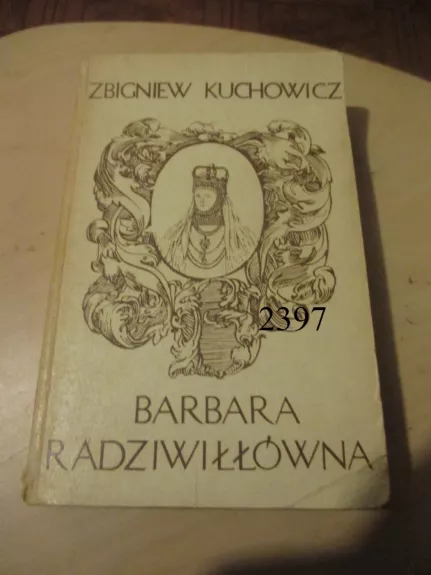 ZBIGNIEW KUCHOWICZ
2397
BARBARA
RADZIWIŁŁÓWNA